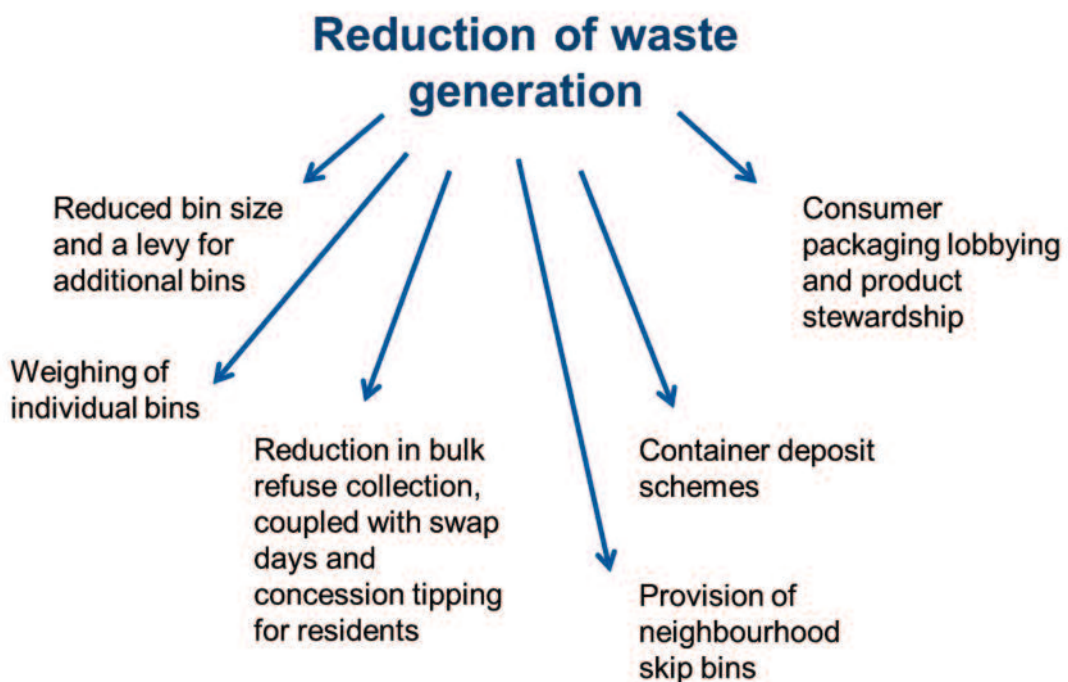 Reduction of waste
generation
Reduced bin size
and a levy for
additional bins
Consumer
packaging lobbying
and product
stewardship
Weighing of
individual bins
Reduction in bulk
refuse collection,
coupled with swap
days and
concession tipping
for residents
Container deposit
schemes
Provision of
neighbourhood
skip bins